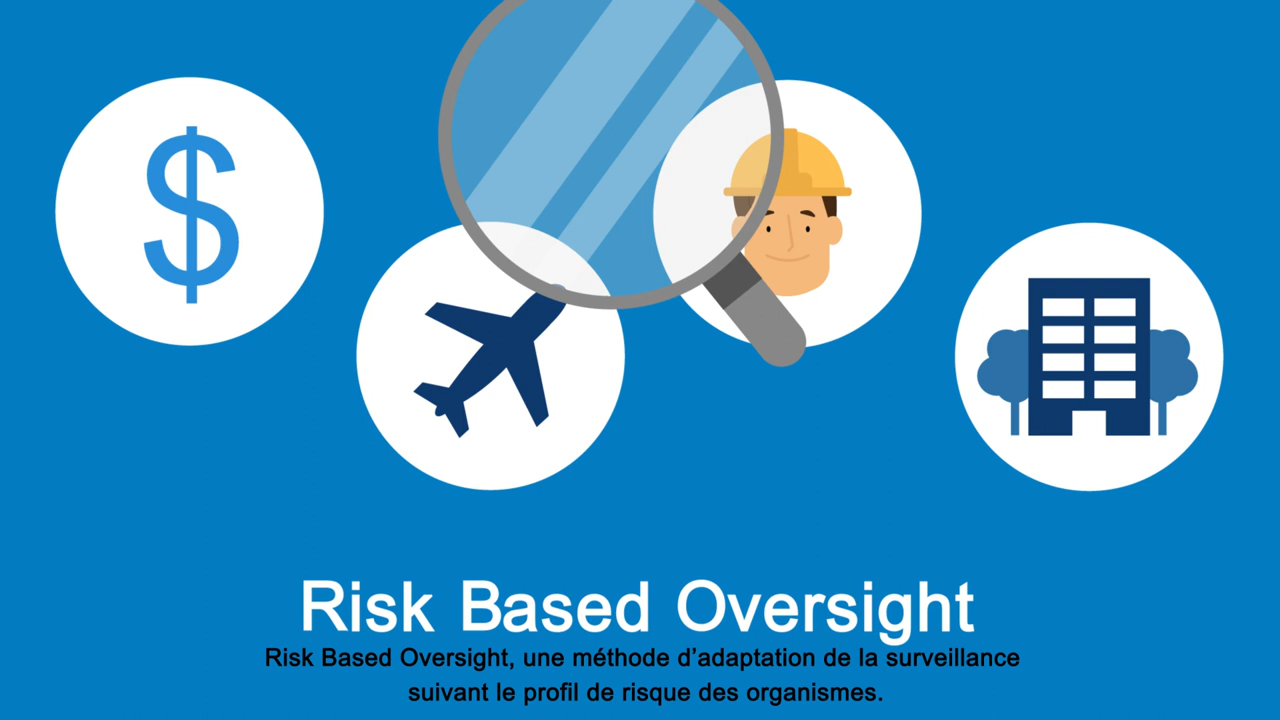 $
Risk Based Oversight
Risk Based Oversight, une méthode d’adaptation de la surveillance
suivant le profil de risque des organismes.